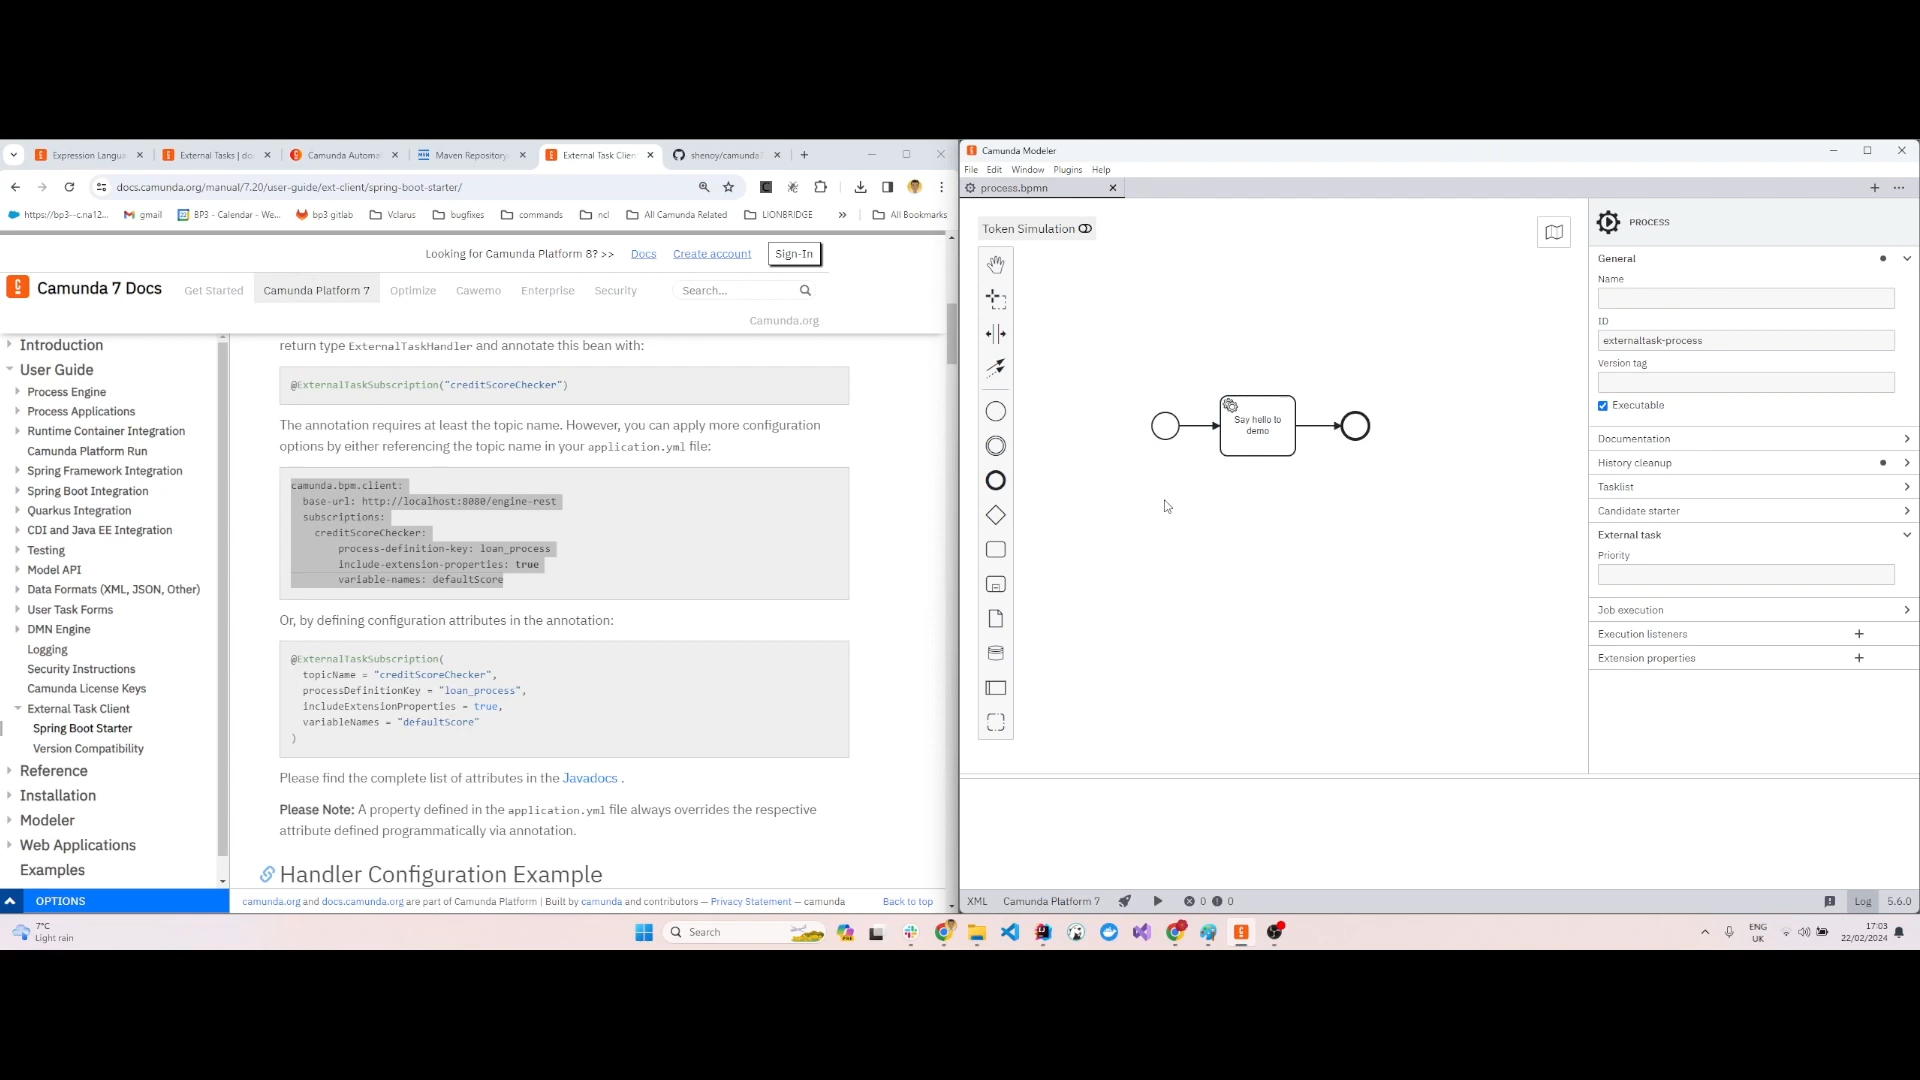 Expression Langua
External Tasks | do
Camunda Automa
Maven Repository
External Task Clien
shenoy/camunda7
docs.camunda.org/manual/7.20/user-guide/ext-client/spring-boot-starter/
https://bp3--c.na12...
gmail
BP3 - Calendar - We...
bp3 gitlab
Vclarus
bugfixes
commands
ncl
All Camunda Related
LIONBRIDGE
»
All Bookmarks
Looking for Camunda Platform 8? >>
Docs
Create account
Sign-In
Camunda 7 Docs
Get Started
Camunda Platform 7
Optimize
Cawemo
Enterprise
Security
Search...
Camunda.org
Introduction
User Guide
Process Engine
Process Applications
Runtime Container Integration
Camunda Platform Run
Spring Framework Integration
Spring Boot Integration
Quarkus Integration
CDI and Java EE Integration
Testing
Model API
Data Formats (XML, JSON, Other)
User Task Forms
DMN Engine
Logging
Security Instructions
Camunda License Keys
External Task Client
Spring Boot Starter
Version Compatibility
Reference
Installation
Modeler
Web Applications
Examples
OPTIONS
return type ExternalTaskHandler and annotate this bean with:
@ExternalTaskSubscription("creditScoreChecker")
The annotation requires at least the topic name. However, you can apply more configuration
options by either referencing the topic name in your application.yml file:
camunda.bpm.client:
base-url: http://localhost:8080/engine-rest
subscriptions:
creditScoreChecker:
process-definition-key: loan_process
include-extension-properties: true
variable-names: defaultScore
Or, by defining configuration attributes in the annotation:
@ExternalTaskSubscription(
topicName = "creditScoreChecker",
processDefinitionKey = "loan_process",
includeExtensionProperties = true,
variableNames = "defaultScore"
)
Please find the complete list of attributes in the Javadocs .
Please Note: A property defined in the application.yml file always overrides the respective
attribute defined programmatically via annotation.
Handler Configuration Example
camunda.org and docs.camunda.org are part of Camunda Platform | Built by camunda and contributors — Privacy Statement — camunda
Back to top
Camunda Modeler
File Edit Window Plugins Help
process.bpmn
Token Simulation
Say hello to
demo
PROCESS
General
Name
ID
externaltask-process
Version tag
Executable
Documentation
History cleanup
Tasklist
Candidate starter
External task
Priority
Job execution
Execution listeners
Extension properties
XML
Camunda Platform 7
0
0
Log
5.6.0
7°C
Light rain
Search
ENG
UK
17:03
22/02/2024